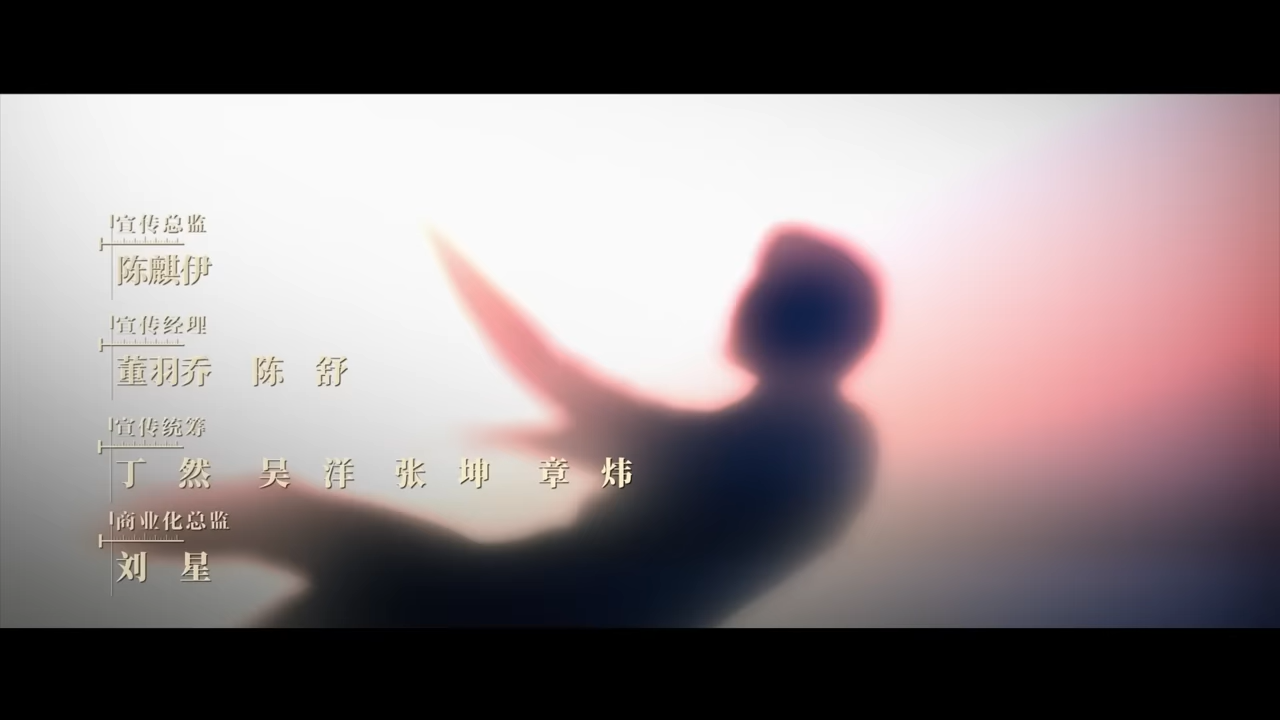 宣传总监
陈麒伊
宣传经理
董羽乔 陈 舒
宣传统筹
丁 然 吴 洋 张 坤 章 炜
商业化总监
刘 星